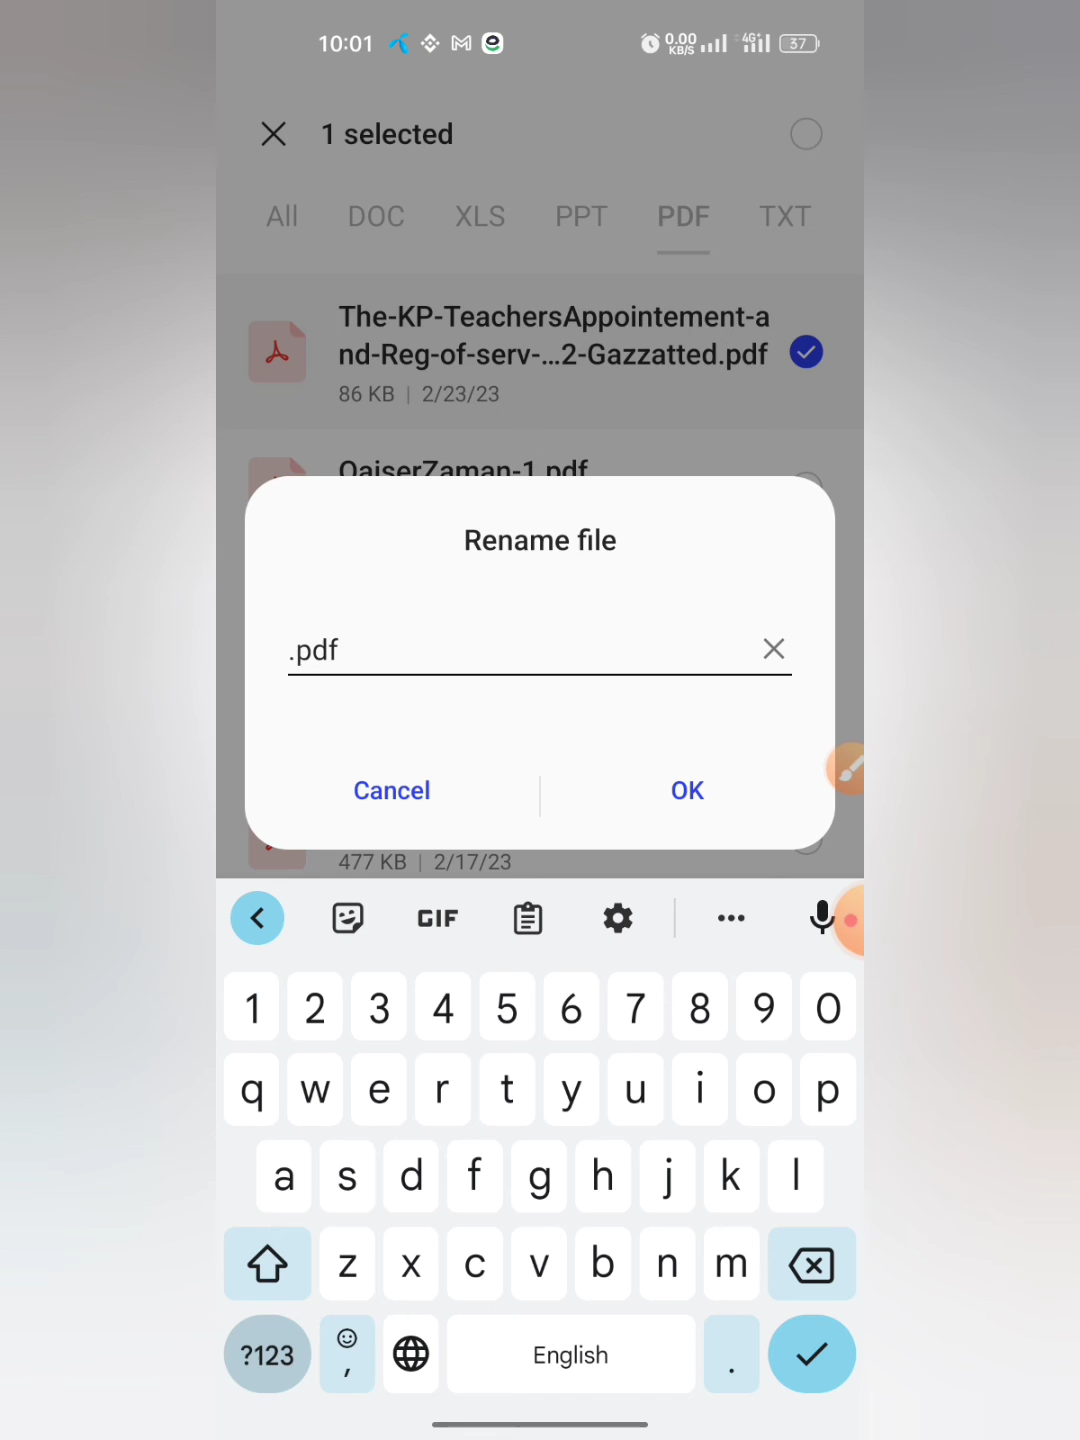 10:01 0.00 KB/S 4G+ 37
1 selected
All DOC XLS PPT PDF TXT
The-KP-TeachersAppointement-a
nd-Reg-of-serv-...2-Gazzatted.pdf
86 KB | 2/23/23
QaiserZaman-1.pdf
Rename file
.pdf
Cancel OK
477 KB | 2/17/23
GIF
1 2 3 4 5 6 7 8 9 0
q w e r t y u i o p
a s d f g h j k l
z x c v b n m
?123 , English .